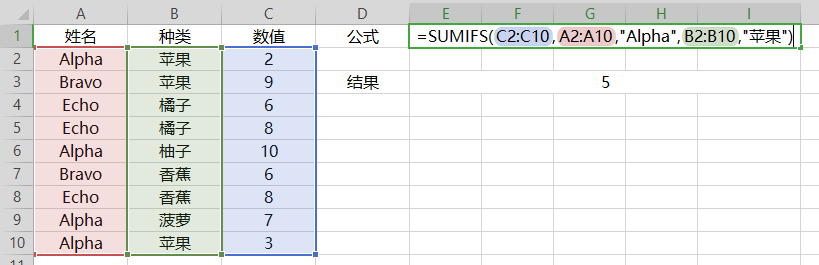 A B C D E F G H I
1 姓名 种类 数值 公式 =SUMIFS(C2:C10,A2:A10,"Alpha",B2:B10,"苹果")
2 Alpha 苹果 2
3 Bravo 苹果 9 结果 5
4 Echo 橘子 6
5 Echo 橘子 8
6 Alpha 柚子 10
7 Bravo 香蕉 6
8 Echo 香蕉 8
9 Alpha 菠萝 7
10 Alpha 苹果 3
11